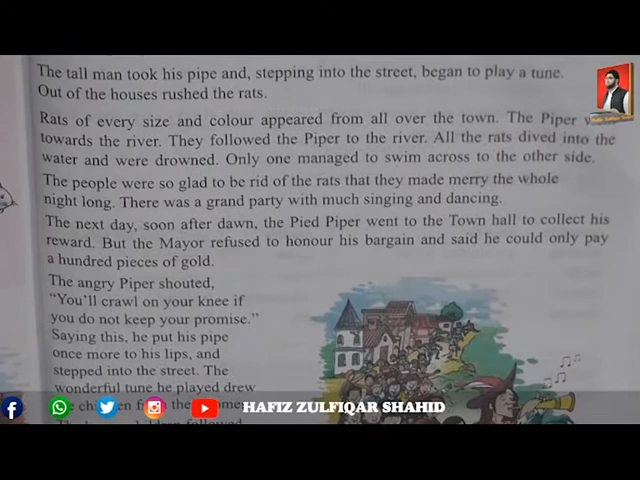 The tall man took his pipe and, stepping into the street, began to play a tune.
Out of the houses rushed the rats.
Rats of every size and colour appeared from all over the town. The Piper
towards the river. They followed the Piper to the river. All the rats dived into the
water and were drowned. Only one managed to swim across to the other side.
The people were so glad to be rid of the rats that they made merry the whole
night long. There was a grand party with much singing and dancing.
The next day, soon after dawn, the Pied Piper went to the Town hall to collect his
reward. But the Mayor refused to honour his bargain and said he could only pay
a hundred pieces of gold.
The angry Piper shouted,
“You’ll crawl on your knee if
you do not keep your promise.”
Saying this, he put his pipe
once more to his lips, and
stepped into the street. The
wonderful tune he played drew
HAFIZ ZULFIQAR SHAHID